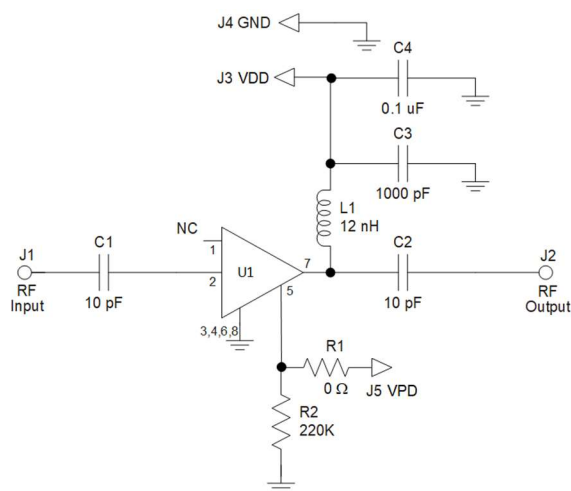 J4 GND
C4
J3 VDD
0.1 uF
C3
1000 pF
L1
12 nH
NC
1
J1
C1
U1
7
C2
J2
2
5
RF
Input
10 pF
10 pF
RF
Output
3,4,6,8
R1
0 Ω
J5 VPD
R2
220K